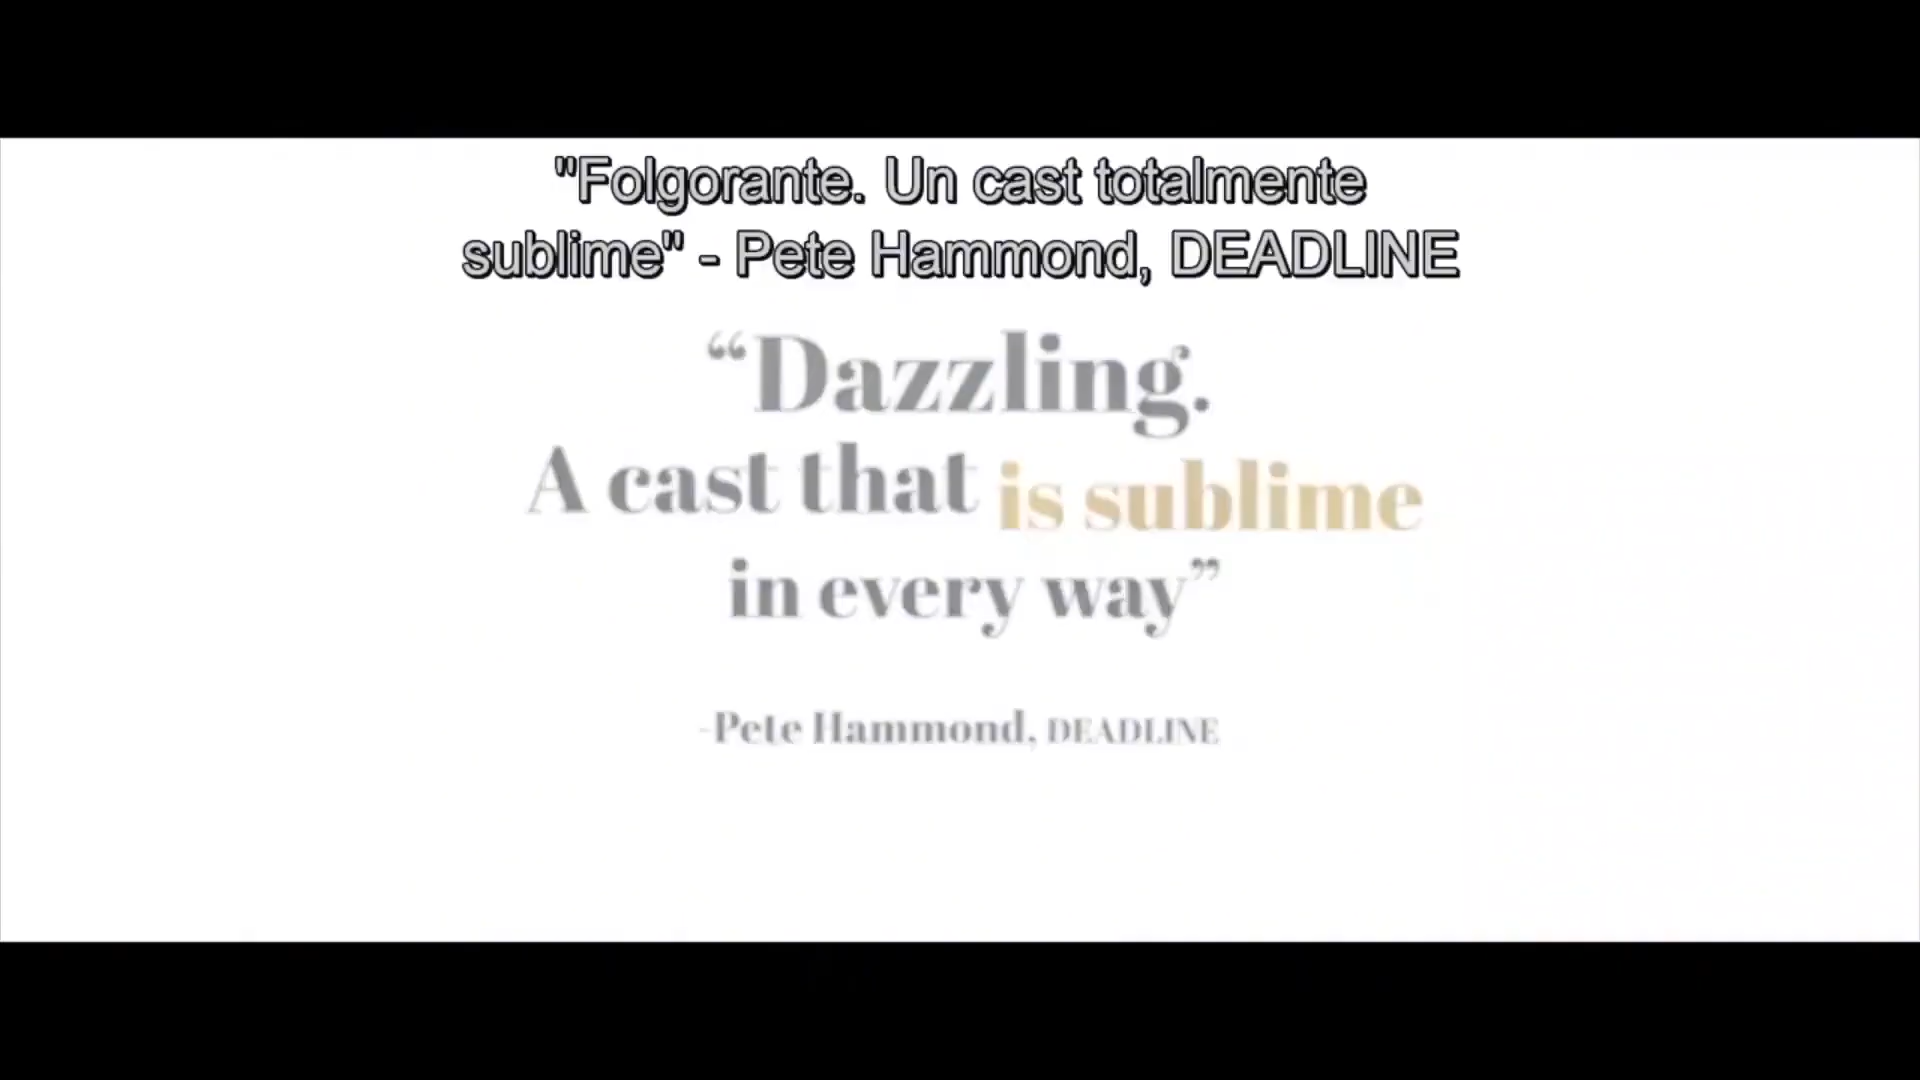 "Folgorante. Un cast totalmente
sublime" - Pete Hammond, DEADLINE
“Dazzling.
A cast that is sublime
in every way”
-Pete Hammond, DEADLINE